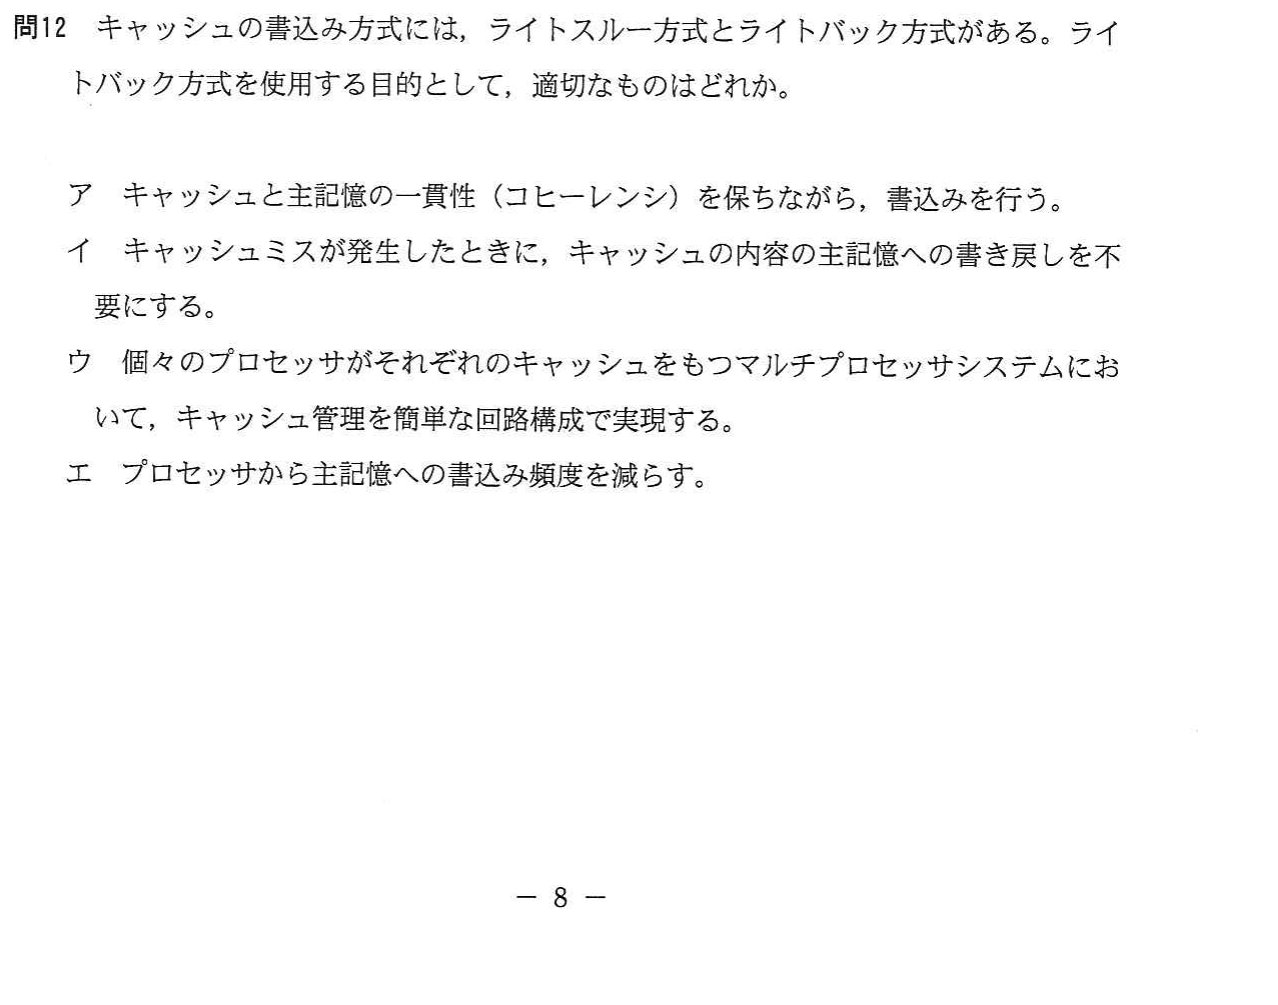 問12　キャッシュの書込み方式には，ライトスルー方式とライトバック方式がある。ライ
トバック方式を使用する目的として，適切なものはどれか。
ア　キャッシュと主記憶の一貫性（コヒーレンシ）を保ちながら，書込みを行う。
イ　キャッシュミスが発生したときに，キャッシュの内容の主記憶への書き戻しを不
要にする。
ウ　個々のプロセッサがそれぞれのキャッシュをもつマルチプロセッサシステムにお
いて，キャッシュ管理を簡単な回路構成で実現する。
エ　プロセッサから主記憶への書込み頻度を減らす。
－ 8 －